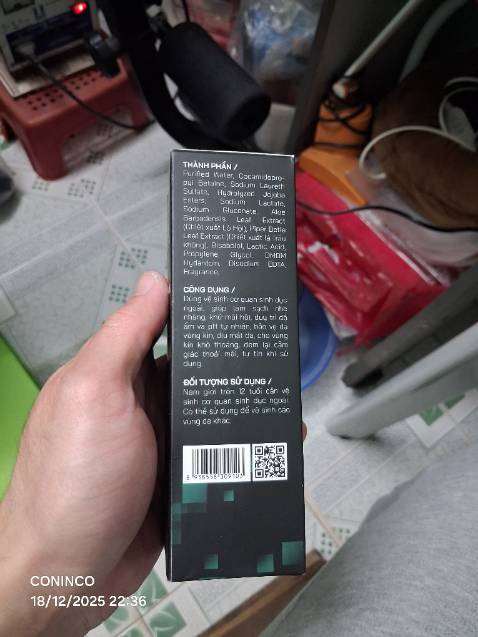 THÀNH PHẦN /
Purified Water, Cocamidopro-
pyl Betaine, Sodium Laureth
Sulfate, Hydrolyzed Jojoba
Esters, Sodium Lactate,
Sodium Gluconate, Aloe
Barbadensis Leaf Extract
(Chiết xuất Lô Hội), Piper Betle
Leaf Extract (Chiết xuất lá trầu
không), Bisabolol, Lactic Acid,
Propylene Glycol, DMDM
Hydantoin, Disodium EDTA,
Fragrance.
CÔNG DỤNG /
Dùng vệ sinh cơ quan sinh dục
ngoài, giúp làm sạch nhẹ
nhàng, khử mùi hôi, duy trì độ
ẩm và pH tự nhiên, bảo vệ da
vùng kín, dịu mát da, cho vùng
kín khô thoáng, đem lại cảm
giác thoải mái, tự tin khi sử
dụng.
ĐỐI TƯỢNG SỬ DỤNG /
Nam giới trên 12 tuổi cần vệ
sinh cơ quan sinh dục ngoài.
Có thể sử dụng để vệ sinh các
vùng da khác.
CONINCO
18/12/2025 22:36